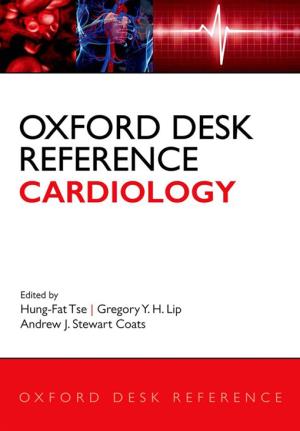 OXFORD DESK
REFERENCE
CARDIOLOGY
Edited by
Hung-Fat Tse | Gregory Y. H. Lip
Andrew J. Stewart Coats
OXFORD DESK REFERENCE